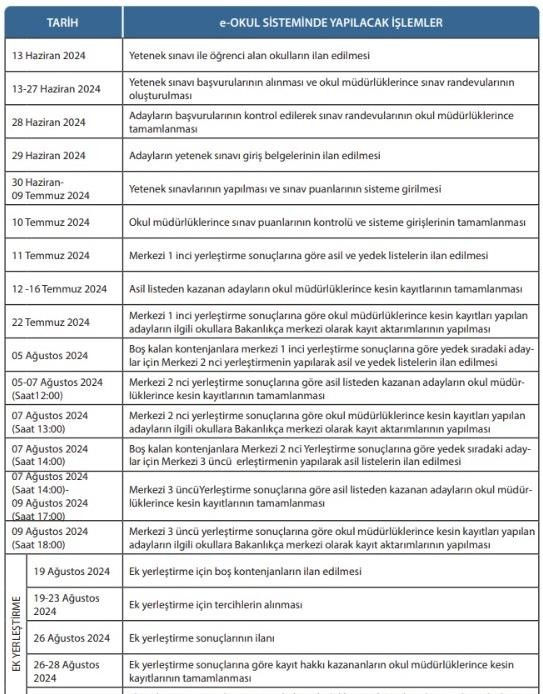 TARİH
e-OKUL SİSTEMİNDE YAPILACAK İŞLEMLER
13 Haziran 2024
Yetenek sınavı ile öğrenci alan okulların ilan edilmesi
13-27 Haziran 2024
Yetenek sınavı başvurularının alınması ve okul müdürlüklerince sınav randevularının
oluşturulması
28 Haziran 2024
Adayların başvurularının kontrol edilerek sınav randevularının okul müdürlüklerince
tamamlanması
29 Haziran 2024
Adayların yetenek sınavı giriş belgelerinin ilan edilmesi
30 Haziran-
09 Temmuz 2024
Yetenek sınavlarının yapılması ve sınav puanlarının sisteme girilmesi
10 Temmuz 2024
Okul müdürlüklerince sınav puanlarının kontrolü ve sisteme girişlerinin tamamlanması
11 Temmuz 2024
Merkezi 1 inci yerleştirme sonuçlarına göre asil ve yedek listelerin ilan edilmesi
12 -16 Temmuz 2024
Asil listeden kazanan adayların okul müdürlüklerince kesin kayıtlarının tamamlanması
22 Temmuz 2024
Merkezi 1 inci yerleştirme sonuçlarına göre okul müdürlüklerince kesin kayıtları yapılan
adayların ilgili okullara Bakanlıkça merkezi olarak kayıt aktarımlarının yapılması
05 Ağustos 2024
Boş kalan kontenjanlara merkezi 1 inci yerleştirme sonuçlarına göre yedek sıradaki aday-
lar için Merkezi 2 nci yerleştirmenin yapılarak asil ve yedek listelerin ilan edilmesi
05-07 Ağustos 2024
(Saat12:00)
Merkezi 2 nci yerleştirme sonuçlarına göre asil listeden kazanan adayların okul müdür-
lüklerince kesin kayıtlarının tamamlanması
07 Ağustos 2024
(Saat 13:00)
Merkezi 2 nci yerleştirme sonuçlarına göre okul müdürlüklerince kesin kayıtları yapılan
adayların ilgili okullara Bakanlıkça merkezi olarak kayıt aktarımlarının yapılması
07 Ağustos 2024
(Saat 14:00)
Boş kalan kontenjanlara Merkezi 2 nci Yerleştirme sonuçlarına göre yedek sıradaki aday-
lar için Merkezi 3 üncü erleştirmenin yapılarak asil listelerin ilan edilmesi
07 Ağustos 2024
(Saat 14:00)-
09 Ağustos 2024
(Saat 17:00)
Merkezi 3 üncüYerleştirme sonuçlarına göre asil listeden kazanan adayların okul müdür-
lüklerince kesin kayıtlarının tamamlanması
09 Ağustos 2024
(Saat 18:00)
Merkezi 3 üncü yerleştirme sonuçlarına göre okul müdürlüklerince kesin kayıtları yapılan
adayların ilgili okullara Bakanlıkça merkezi olarak kayıt aktarımlarının yapılması
EK YERLEŞTİRME
19 Ağustos 2024
Ek yerleştirme için boş kontenjanların ilan edilmesi
19-23 Ağustos
2024
Ek yerleştirme için tercihlerin alınması
26 Ağustos 2024
Ek yerleştirme sonuçlarının ilanı
26-28 Ağustos
2024
Ek yerleştirme sonuçlarına göre kayıt hakkı kazananların okul müdürlüklerince kesin
kayıtlarının tamamlanması